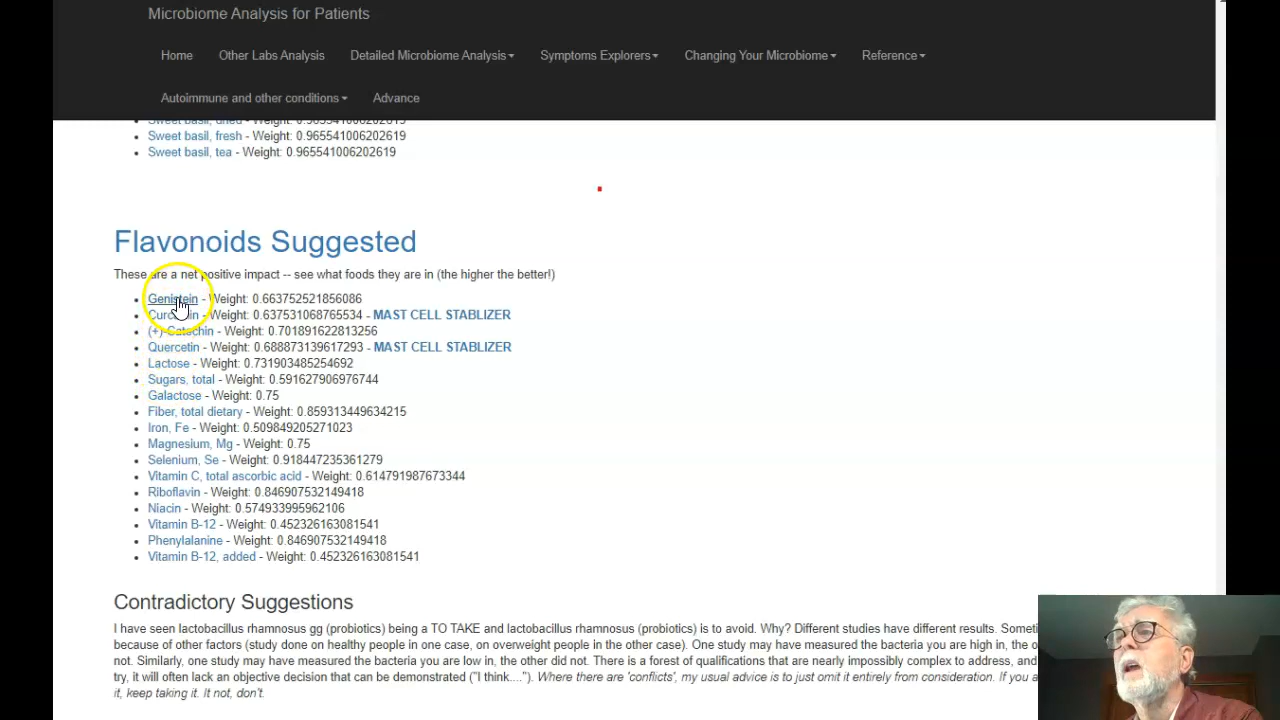 Microbiome Analysis for Patients
Home Other Labs Analysis Detailed Microbiome Analysis Symptoms Explorers Changing Your Microbiome Reference
Autoimmune and other conditions Advance
Sweet basil, dried - Weight: 0.965541006202619
Sweet basil, fresh - Weight: 0.965541006202619
Sweet basil, tea - Weight: 0.965541006202619
Flavonoids Suggested
These are a net positive impact -- see what foods they are in (the higher the better!)
Genistein - Weight: 0.663752521856086
Curcumin - Weight: 0.637531068765534 - MAST CELL STABLIZER
(+)-Catechin - Weight: 0.701891622813256
Quercetin - Weight: 0.688873139617293 - MAST CELL STABLIZER
Lactose - Weight: 0.731903485254692
Sugars, total - Weight: 0.591627906976744
Galactose - Weight: 0.75
Fiber, total dietary - Weight: 0.859313449634215
Iron, Fe - Weight: 0.509849205271023
Magnesium, Mg - Weight: 0.75
Selenium, Se - Weight: 0.918447235361279
Vitamin C, total ascorbic acid - Weight: 0.614791987673344
Riboflavin - Weight: 0.846907532149418
Niacin - Weight: 0.574933995962106
Vitamin B-12 - Weight: 0.452326163081541
Phenylalanine - Weight: 0.846907532149418
Vitamin B-12, added - Weight: 0.452326163081541
Contradictory Suggestions
I have seen lactobacillus rhamnosus gg (probiotics) being a TO TAKE and lactobacillus rhamnosus (probiotics) is to avoid. Why? Different studies have different results.
because of other factors (study done on healthy people in one case, on overweight people in the other case). One study may have measured the bacteria you are high in, the
not. Similarly, one study may have measured the bacteria you are low in, the other did not. There is a forest of qualifications that are nearly impossibly complex to address, and
try, it will often lack an objective decision that can be demonstrated ("I think...."). Where there are 'conflicts', my usual advice is to just omit it entirely from consideration. If you
it, keep taking it. It not, don't.